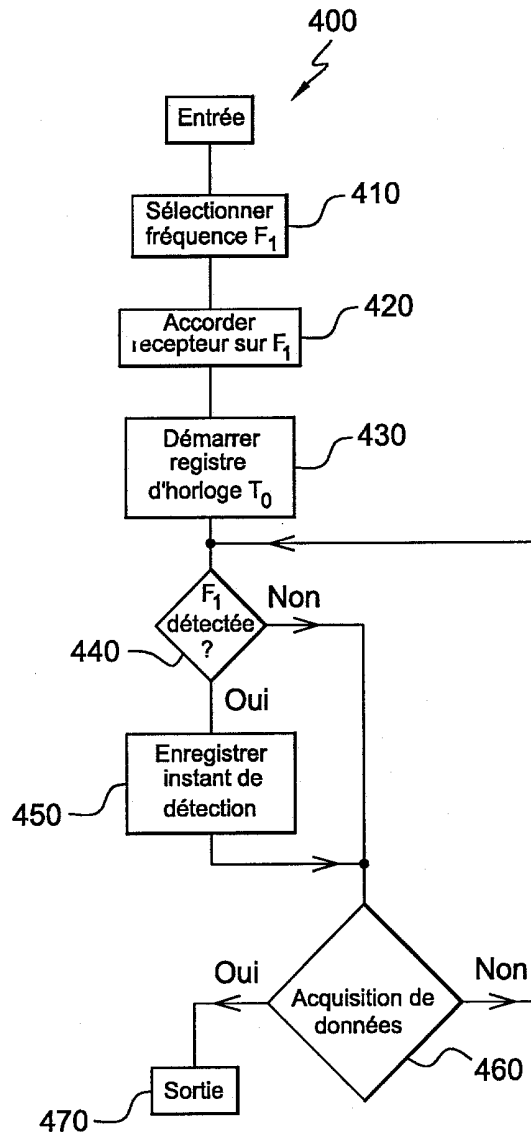 400
Entrée
410
Sélectionner
fréquence F₁
420
Accorder
recepteur sur F₁
430
Démarrer
registre
d'horloge T₀
F₁
détectée
?
Non
440
Oui
Enregistrer
instant de
détection
450
Oui
Non
Acquisition de
données
460
Sortie
470